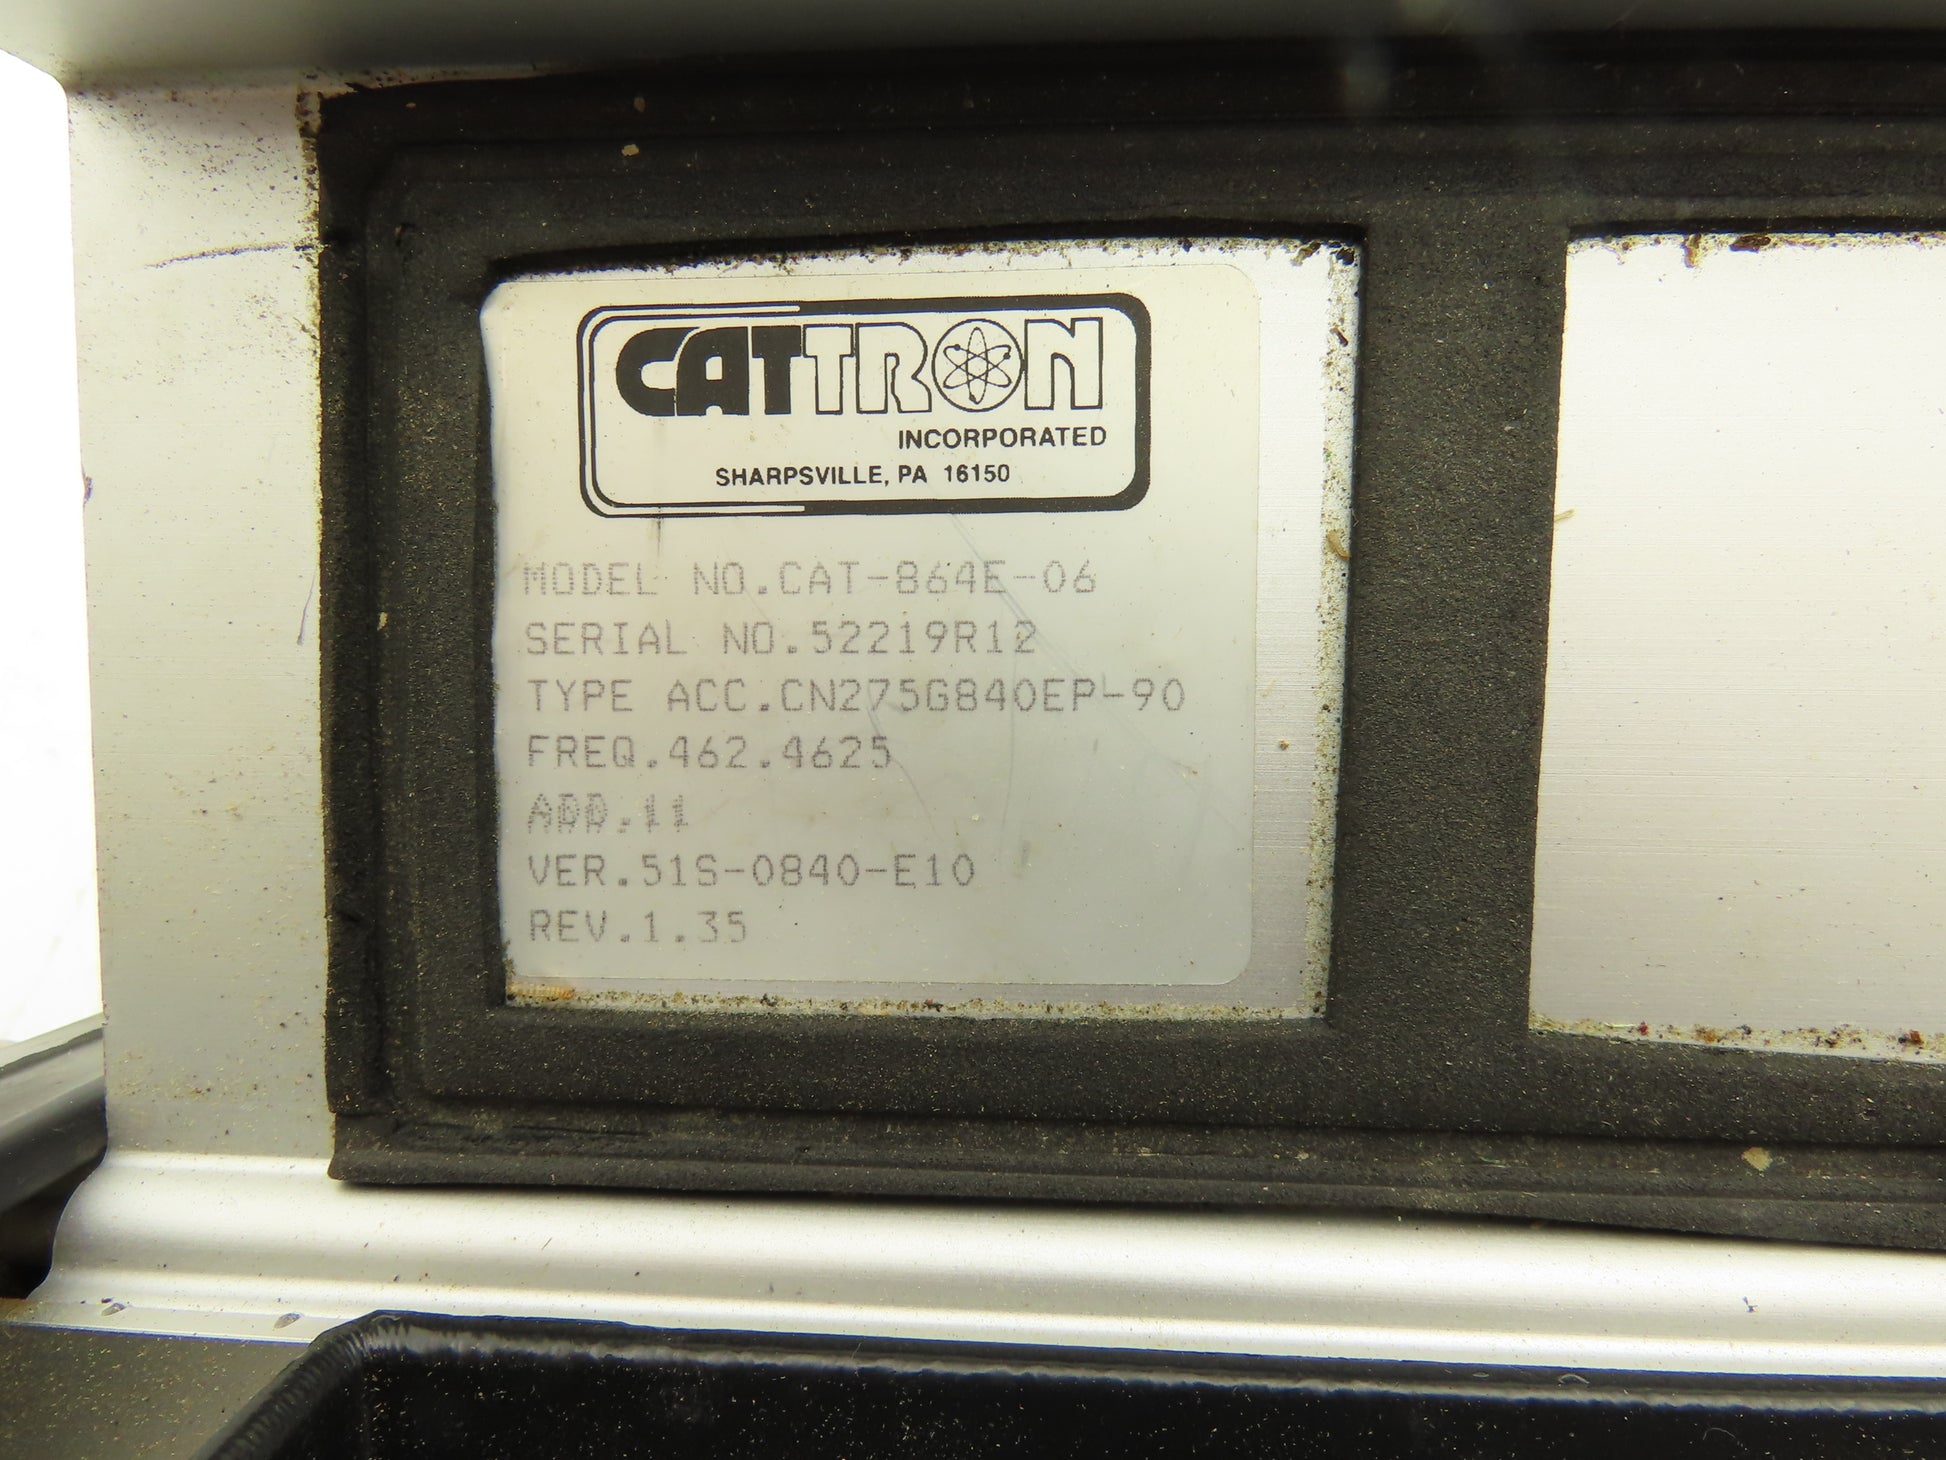 CATTRON
INCORPORATED
SHARPSVILLE, PA 16150
MODEL NO.CAT-864E-06
SERIAL NO.52219R12
TYPE ACC.CN275G840EP-90
FREQ.462.4625
ADD.11
VER.51S-0840-E10
REV.1.35